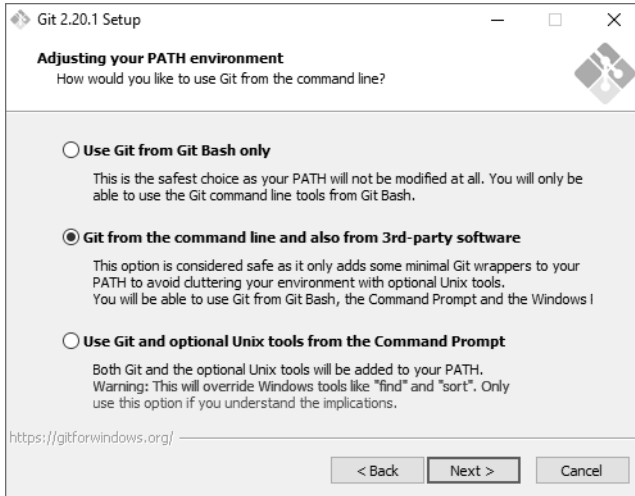 Git 2.20.1 Setup
Adjusting your PATH environment
How would you like to use Git from the command line?
Use Git from Git Bash only
This is the safest choice as your PATH will not be modified at all. You will only be
able to use the Git command line tools from Git Bash.
Git from the command line and also from 3rd-party software
This option is considered safe as it only adds some minimal Git wrappers to your
PATH to avoid cluttering your environment with optional Unix tools.
You will be able to use Git from Git Bash, the Command Prompt and the Windows
Use Git and optional Unix tools from the Command Prompt
Both Git and the optional Unix tools will be added to your PATH.
Warning: This will override Windows tools like "find" and "sort". Only
use this option if you understand the implications.
https://gitforwindows.org/
< Back
Next >
Cancel